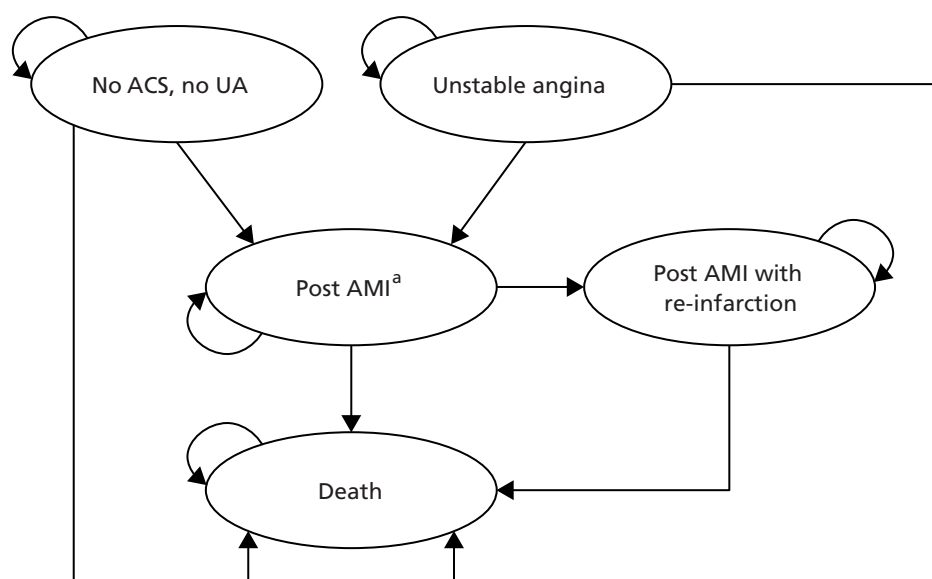 No ACS, no UA
Unstable angina
Post AMIᵃ
Post AMI with
re-infarction
Death